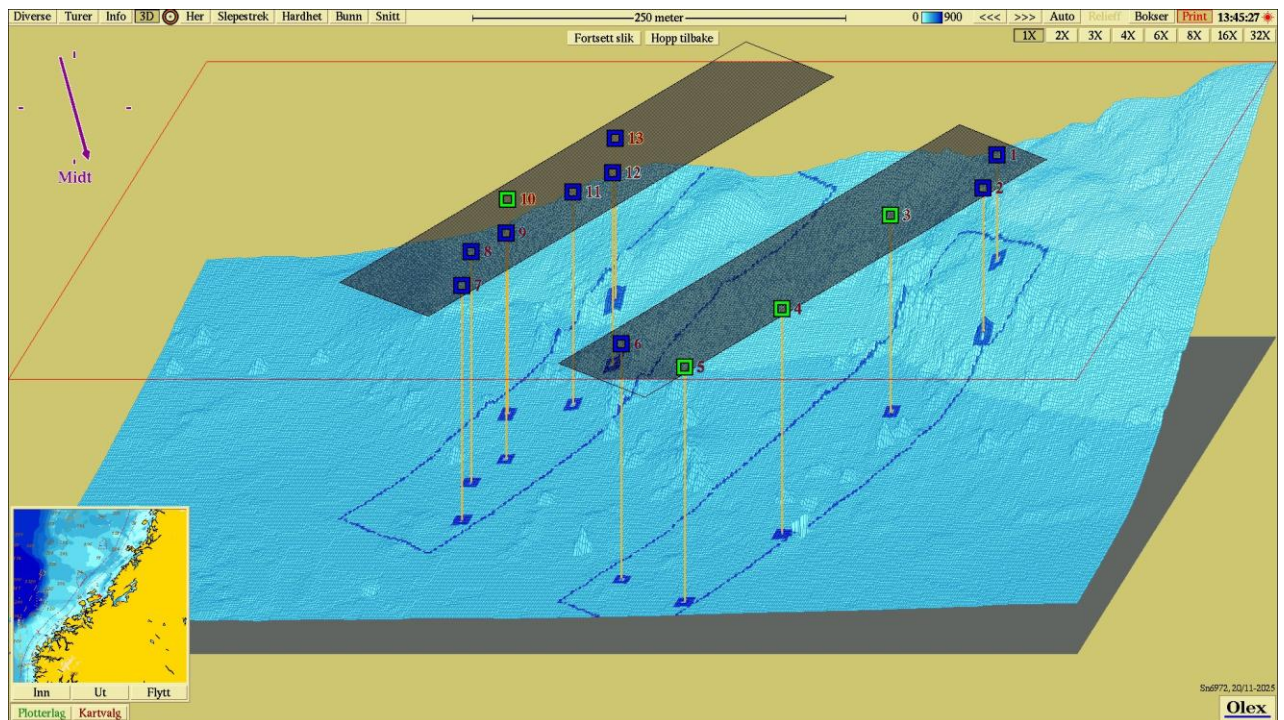 Diverse Turer Info 3D Her Slepestrek Hardhet Bunn Snitt 250 meter 0 900 <<< >>> Auto Relieff Bokser Print 13:45:27
Fortsett slik Hopp tilbake 1X 2X 3X 4X 6X 8X 16X 32X
Midt
13
1
12
2
11
10
3
9
8
7
4
6
5
Inn Ut Flytt
Sn6972, 20/11-2025
Plotterlag Kartvalg Olex